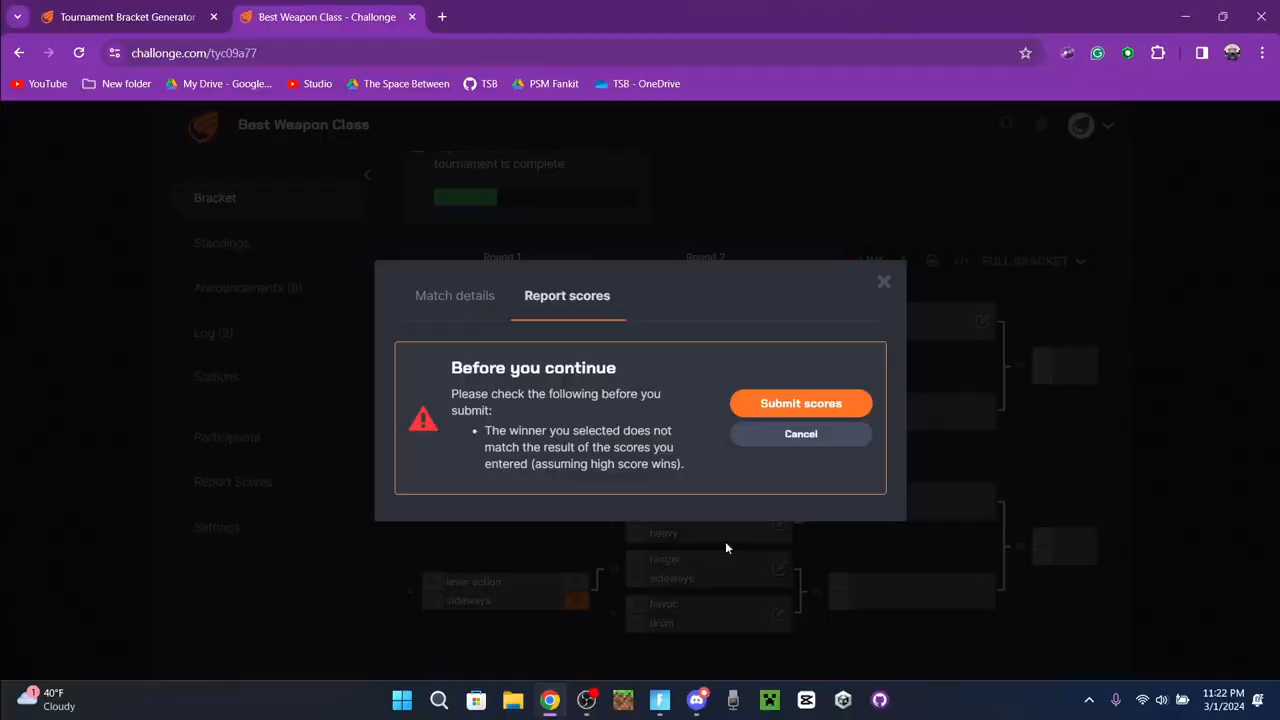 Tournament Bracket Generator
Best Weapon Class - Challonge
challonge.com/tyc09a77
YouTube
New folder
My Drive - Google...
Studio
The Space Between
TSB
PSM Fankit
TSB - OneDrive
Best Weapon Class
tournament is complete.
Bracket
Standings
Announcements (0)
Stations
Participants
Report Scores
Settings
Round 1
Round 2
FULL BRACKET
Match details
Report scores
Before you continue
Please check the following before you
submit:
• The winner you selected does not
match the result of the scores you
entered (assuming high score wins).
Submit scores
Cancel
heavy
ranger
sideways
lever action
sideways
havoc
drum
1
40°F
Cloudy
11:22 PM
3/1/2024